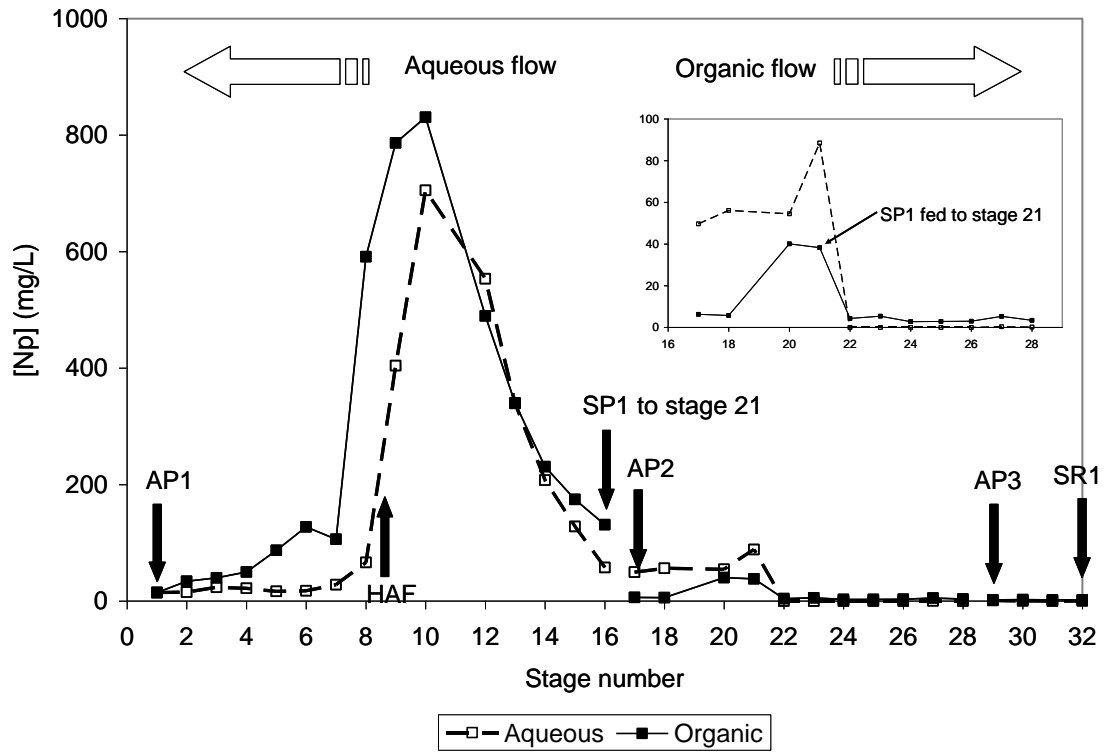 1000
800
600
400
200
0
[Np] (mg/L)
Aqueous flow
Organic flow
100
80
60
40
20
0
16 18 20 22 24 26 28
SP1 fed to stage 21
SP1 to stage 21
AP1
HAF
AP2
AP3
SR1
0 2 4 6 8 10 12 14 16 18 20 22 24 26 28 30 32
Stage number
Aqueous Organic